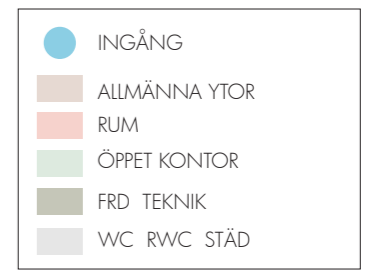 INGÅNG
ALLMÄNNA YTOR
RUM
ÖPPET KONTOR
FRD TEKNIK
WC RWC STÄD